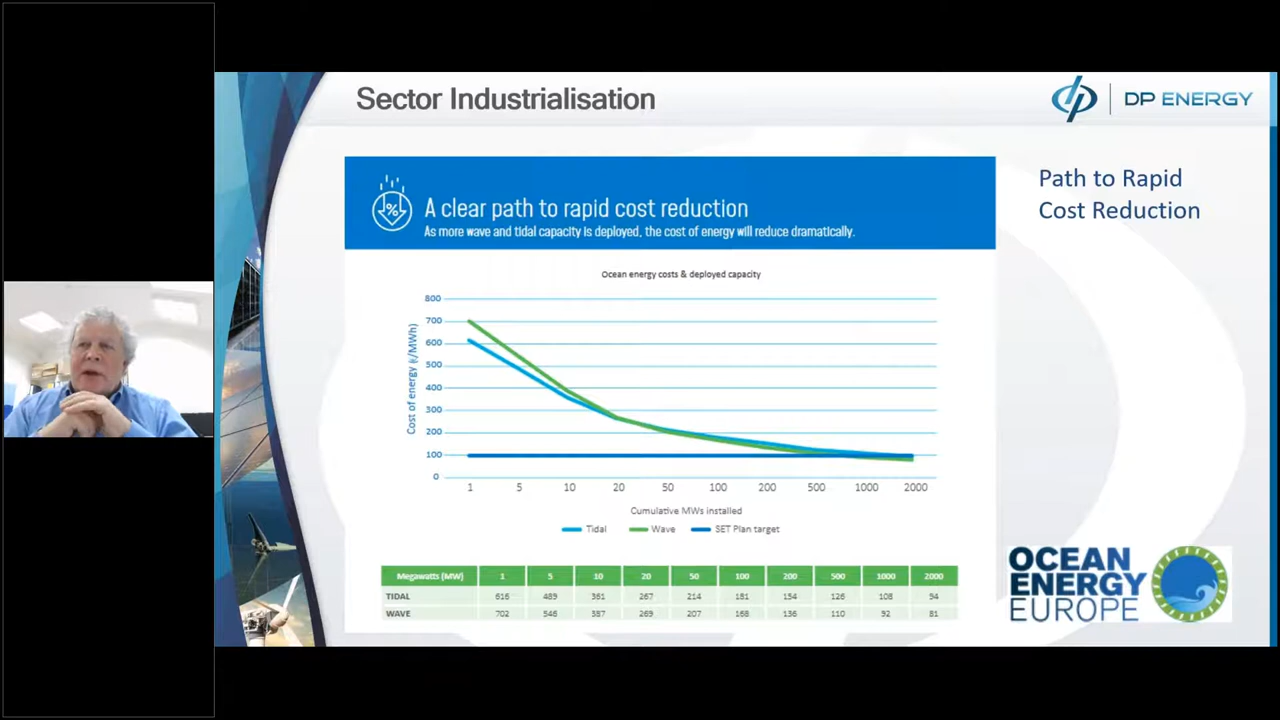 Sector Industrialisation
DP ENERGY
A clear path to rapid cost reduction
As more wave and tidal capacity is deployed, the cost of energy will reduce dramatically.
Path to Rapid
Cost Reduction
Ocean energy costs & deployed capacity
Cost of energy (€/MWh)
800
700
600
500
400
300
200
100
0
1 5 10 20 50 100 200 500 1000 2000
Cumulative MWs installed
Tidal Wave SET Plan target
Megawatts (MW) 1 5 10 20 50 100 200 500 1000 2000
TIDAL 616 489 361 267 214 181 154 126 108 94
WAVE 702 546 387 269 207 168 136 110 92 81
OCEAN
ENERGY
EUROPE